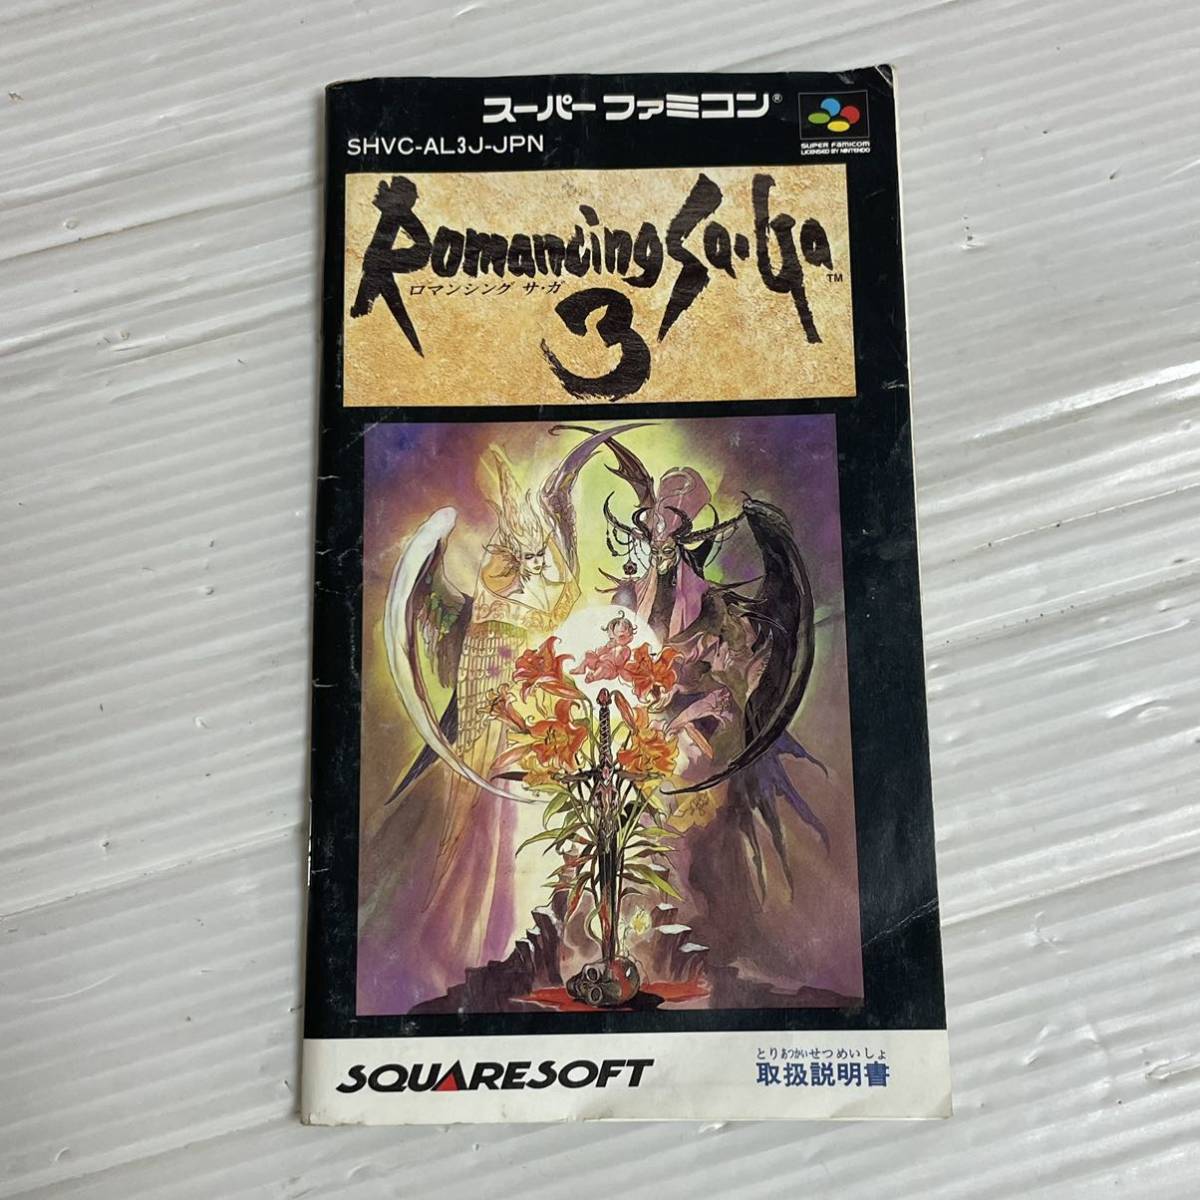 スーパーファミコン®
SHVC-AL3J-JPN
SUPER FAMICOM
LICENSED BY NINTENDO
Romancing Sa・Ga
TM
ロマンシング サ・ガ
3
SQUARESOFT
とりあつかいせつめいしょ
取扱説明書